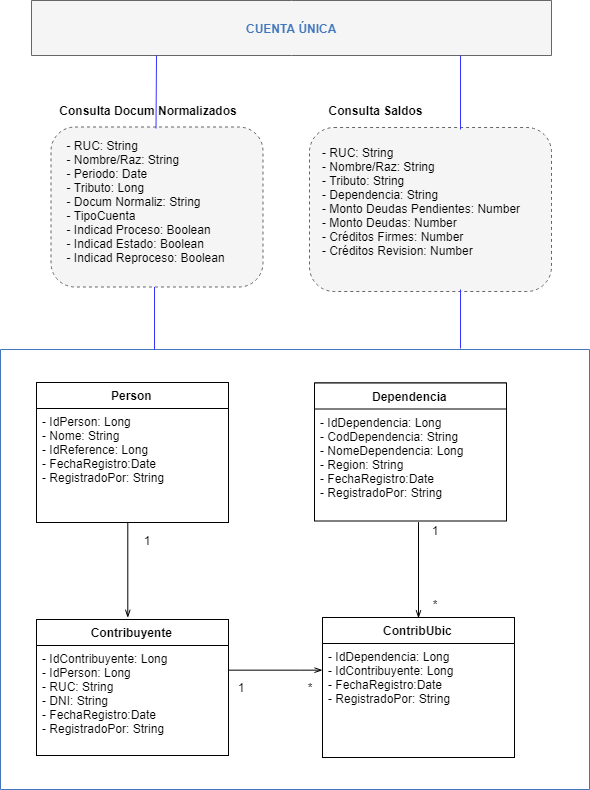 CUENTA ÚNICA
Consulta Docum Normalizados
- RUC: String
- Nombre/Raz: String
- Periodo: Date
- Tributo: Long
- Docum Normaliz: String
- TipoCuenta
- Indicad Proceso: Boolean
- Indicad Estado: Boolean
- Indicad Reproceso: Boolean
Consulta Saldos
- RUC: String
- Nombre/Raz: String
- Tributo: String
- Dependencia: String
- Monto Deudas Pendientes: Number
- Monto Deudas: Number
- Créditos Firmes: Number
- Créditos Revision: Number
Person
- IdPerson: Long
- Nome: String
- IdReference: Long
- FechaRegistro:Date
- RegistradoPor: String
Dependencia
- IdDependencia: Long
- CodDependencia: String
- NomeDependencia: Long
- Region: String
- FechaRegistro:Date
- RegistradoPor: String
1
1
*
Contribuyente
- IdContribuyente: Long
- IdPerson: Long
- RUC: String
- DNI: String
- FechaRegistro:Date
- RegistradoPor: String
1
*
ContribUbic
- IdDependencia: Long
- IdContribuyente: Long
- FechaRegistro:Date
- RegistradoPor: String